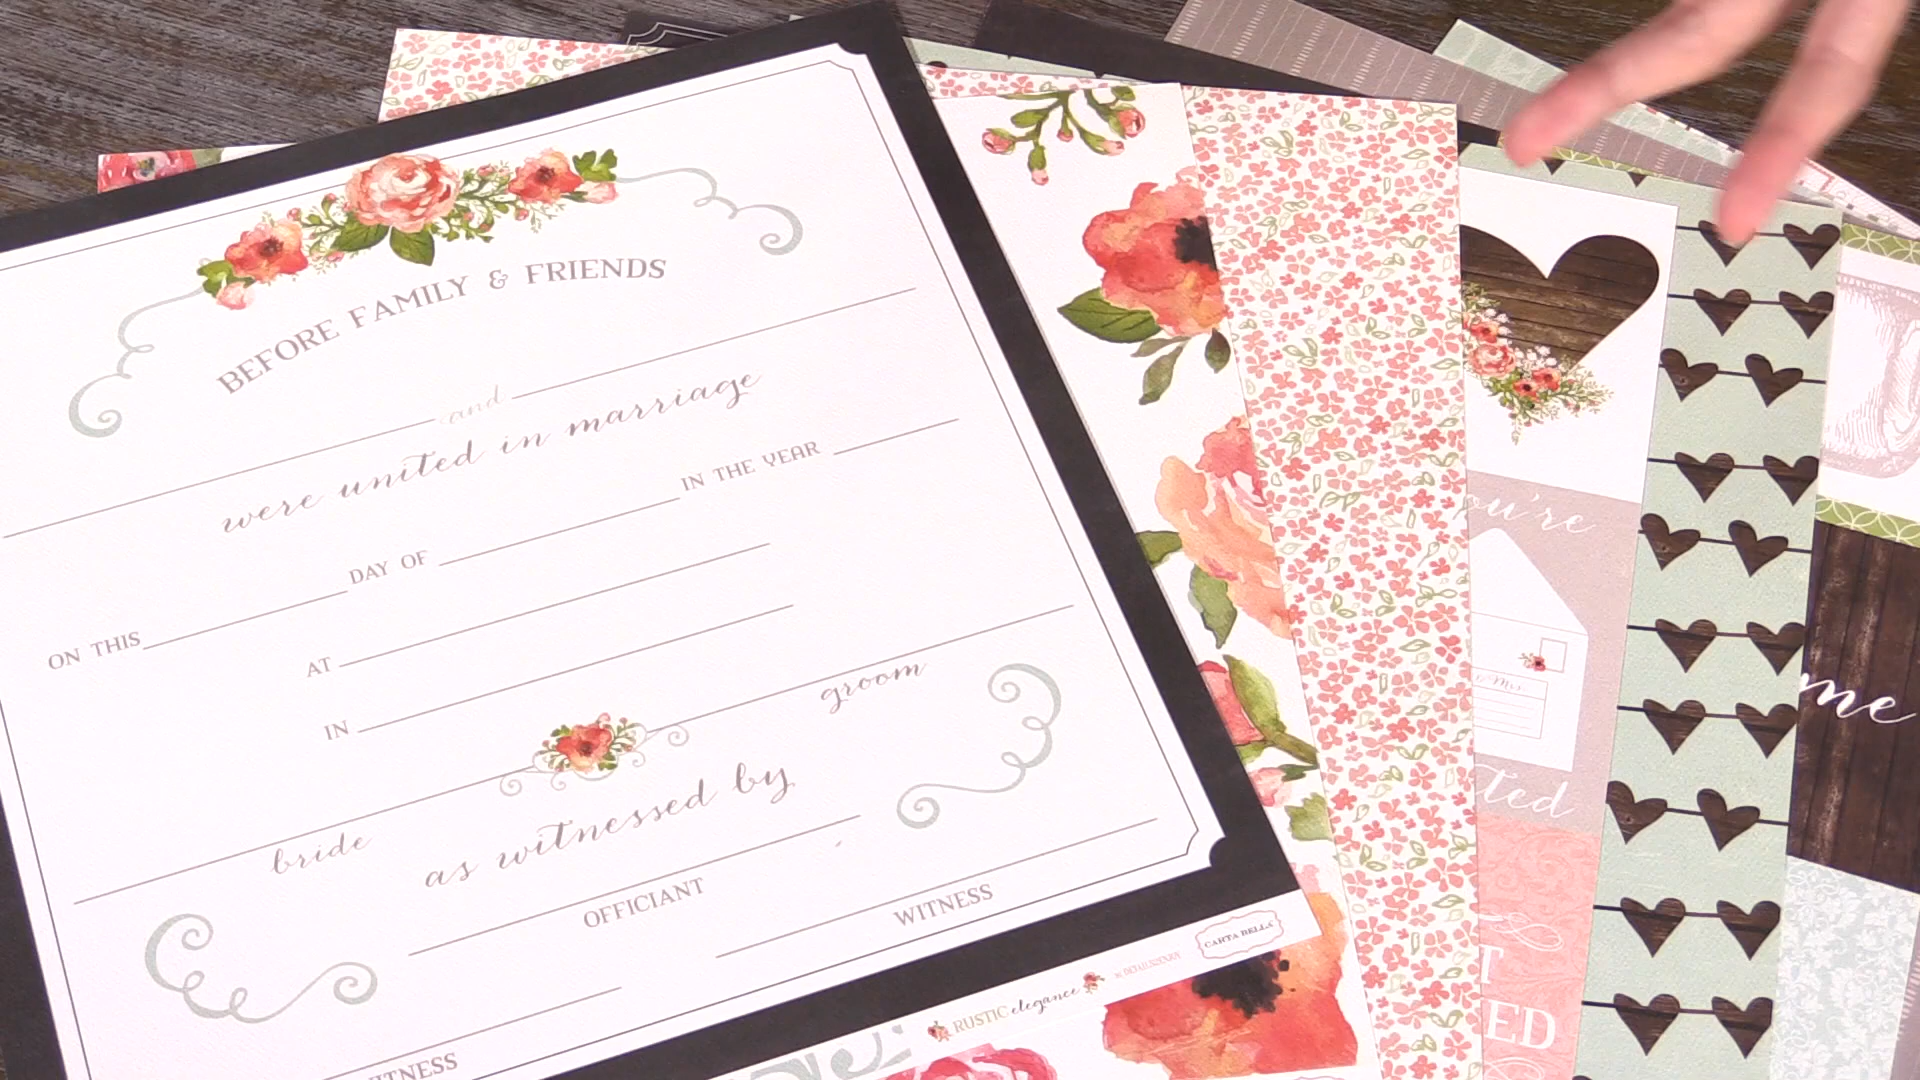 BEFORE FAMILY & FRIENDS
and
were united in marriage
ON THIS DAY OF IN THE YEAR
AT
IN
bride groom
as witnessed by
OFFICIANT
WITNESS
CARTA BELLA
RUSTIC elegance